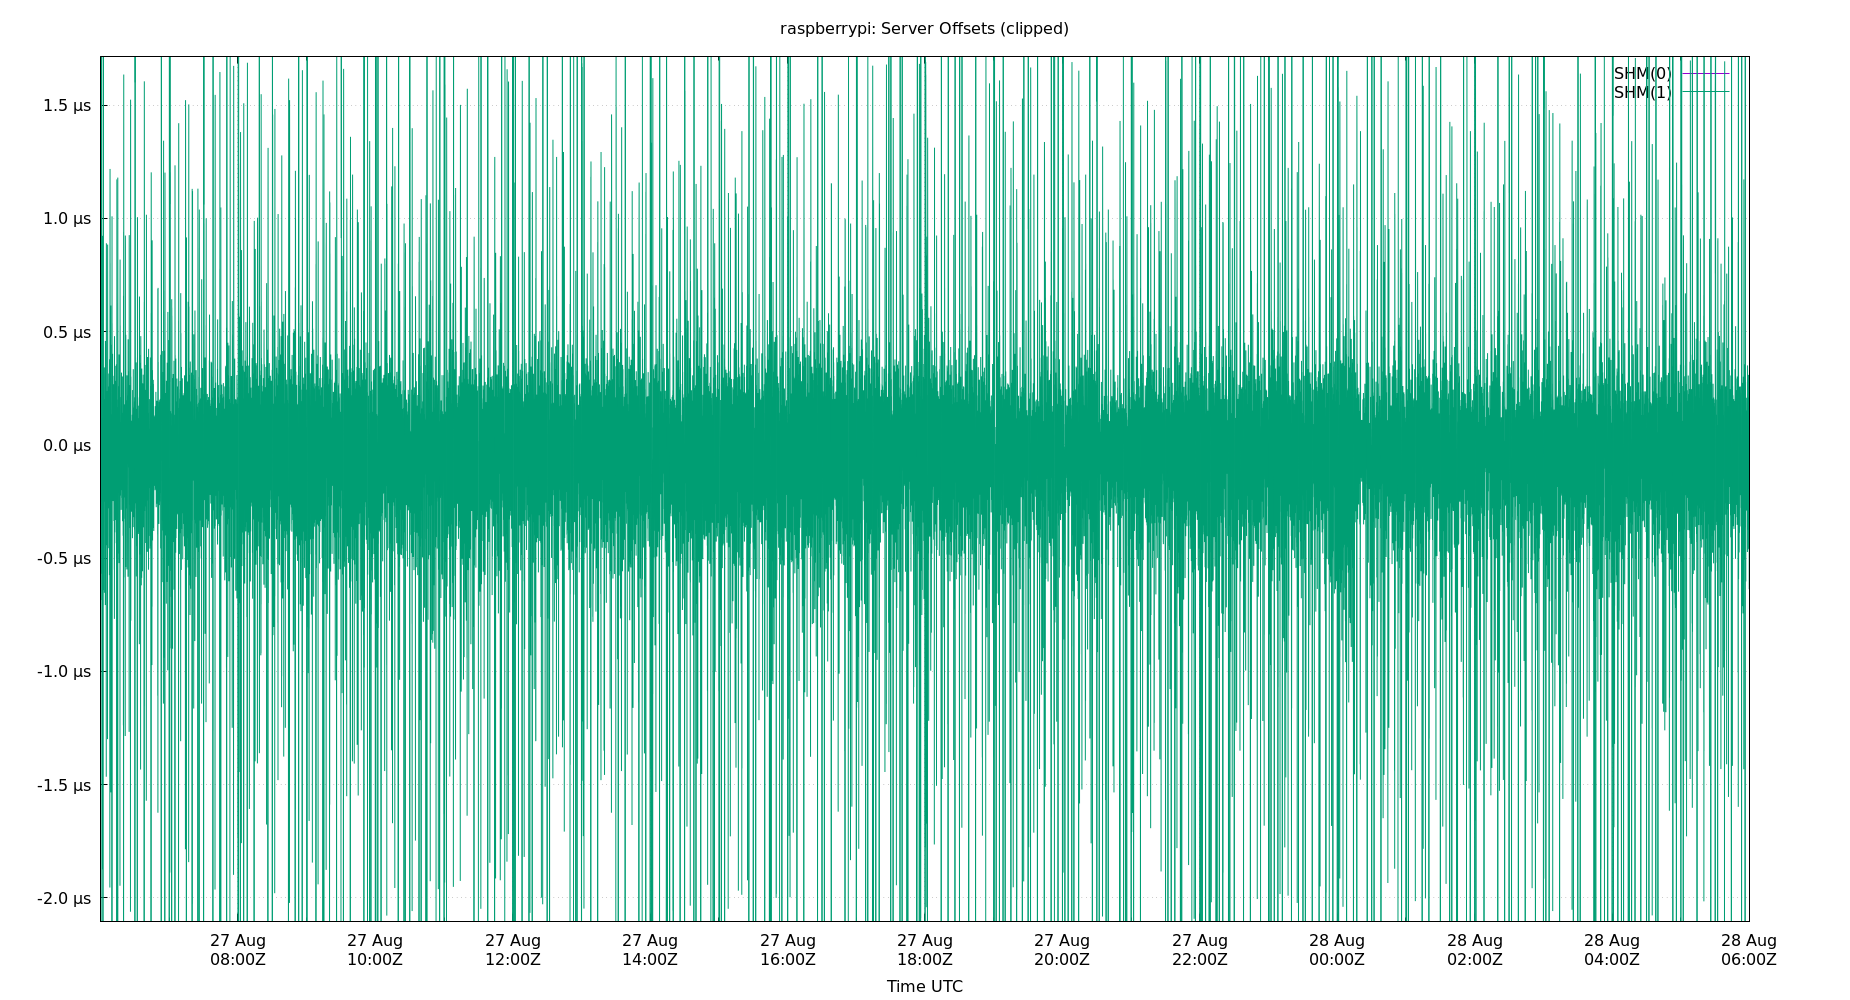 raspberrypi: Server Offsets (clipped)
SHM(0)
SHM(1)
1.5 μs
1.0 μs
0.5 μs
0.0 μs
-0.5 μs
-1.0 μs
-1.5 μs
-2.0 μs
27 Aug 27 Aug 27 Aug 27 Aug 27 Aug 27 Aug 27 Aug 27 Aug 28 Aug 28 Aug 28 Aug 28 Aug
08:00Z 10:00Z 12:00Z 14:00Z 16:00Z 18:00Z 20:00Z 22:00Z 00:00Z 02:00Z 04:00Z 06:00Z
Time UTC